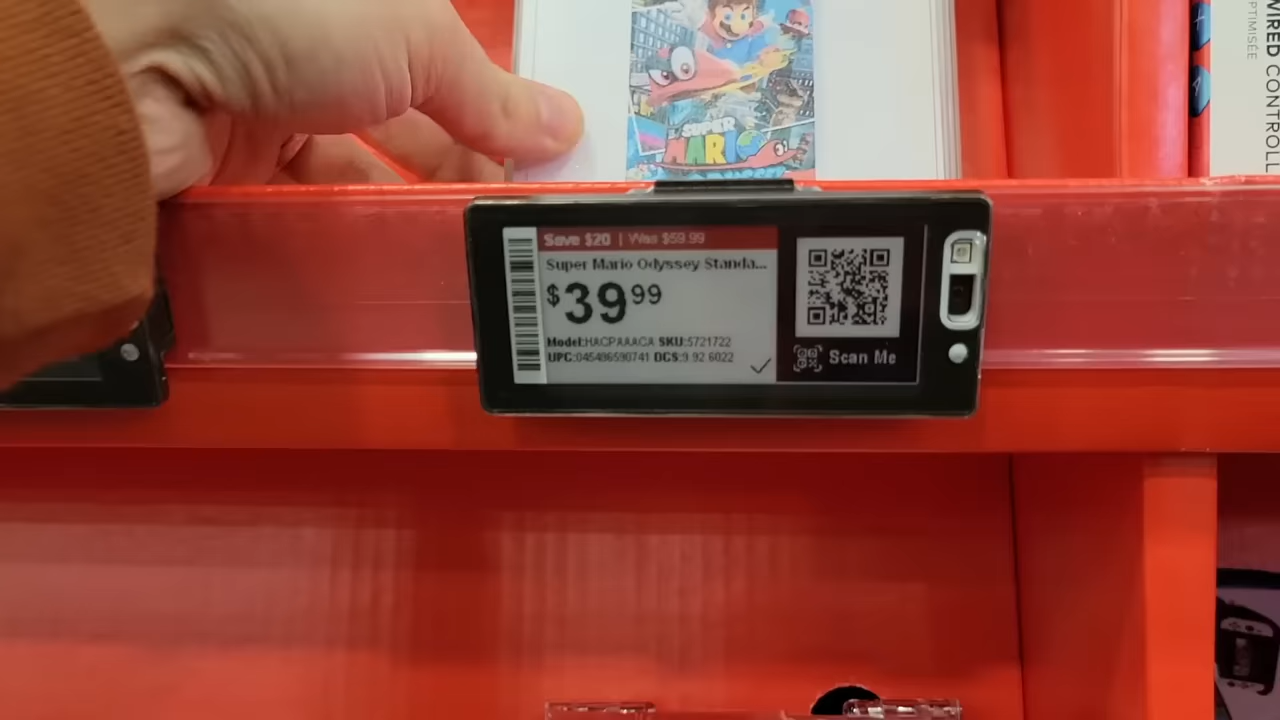 SUPER
MARIO
WIRED CONTROLL
OPTIMISÉE
Save $20 | Was $59.99
Super Mario Odyssey Standa...
$39 99
Model:HACPAAACA SKU:5721722
UPC:045496590741 DCS:9 92 6022
Scan Me